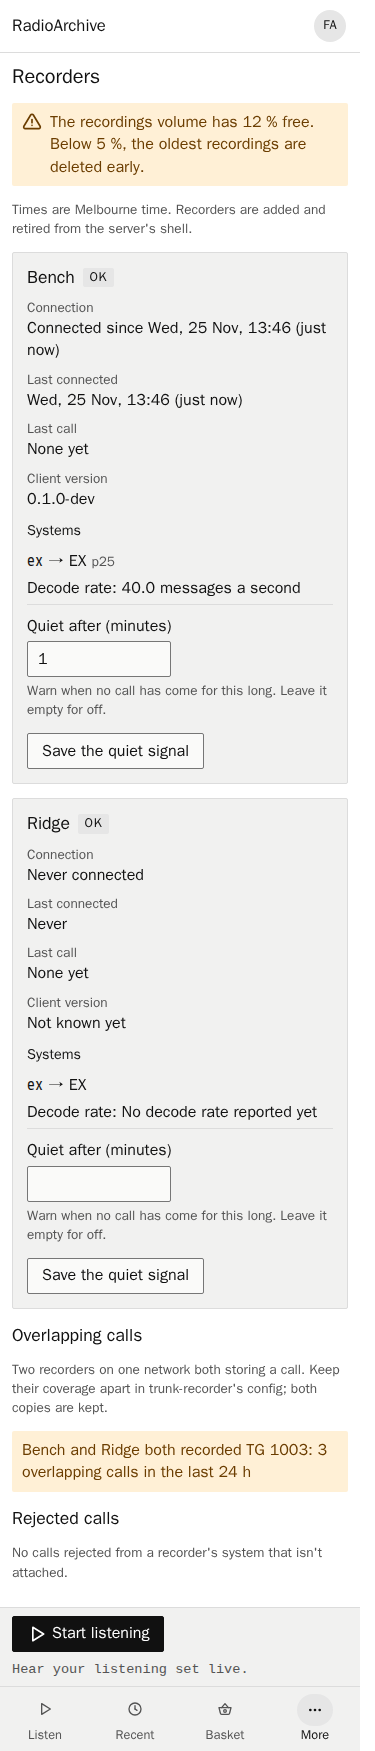 RadioArchive
FA
Recorders
The recordings volume has 12 % free.
Below 5 %, the oldest recordings are
deleted early.
Times are Melbourne time. Recorders are added and
retired from the server's shell.
Bench OK
Connection
Connected since Wed, 25 Nov, 13:46 (just
now)
Last connected
Wed, 25 Nov, 13:46 (just now)
Last call
None yet
Client version
0.1.0-dev
Systems
ex → EX p25
Decode rate: 40.0 messages a second
Quiet after (minutes)
1
Warn when no call has come for this long. Leave it
empty for off.
Save the quiet signal
Ridge OK
Connection
Never connected
Last connected
Never
Last call
None yet
Client version
Not known yet
Systems
ex → EX
Decode rate: No decode rate reported yet
Quiet after (minutes)
Warn when no call has come for this long. Leave it
empty for off.
Save the quiet signal
Overlapping calls
Two recorders on one network both storing a call. Keep
their coverage apart in trunk-recorder's config; both
copies are kept.
Bench and Ridge both recorded TG 1003: 3
overlapping calls in the last 24 h
Rejected calls
No calls rejected from a recorder's system that isn't
attached.
Start listening
Hear your listening set live.
Listen Recent Basket More